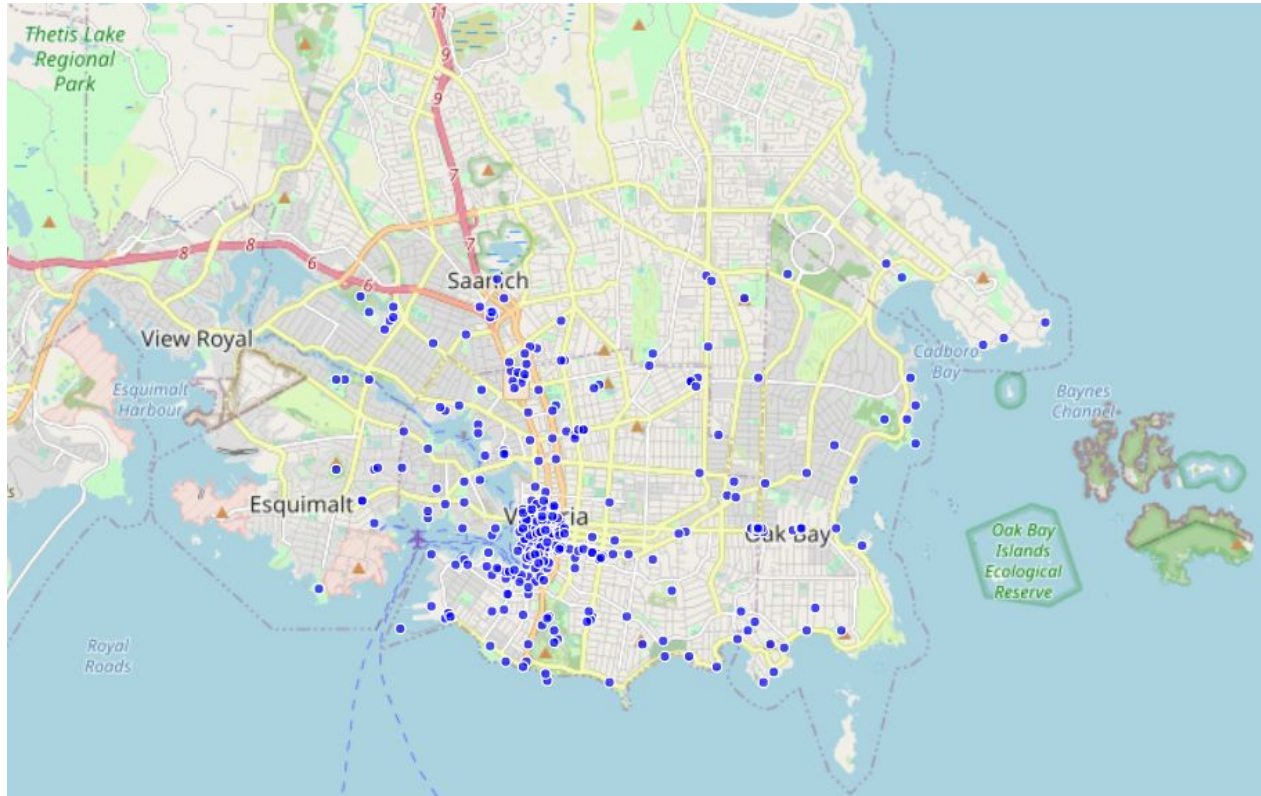 11
Thetis Lake
Regional
Park
9
9
7
7
8
8
6
6
Saanich
View Royal
Cadboro
Bay
Esquimalt
Harbour
Baynes
Channel
Esquimalt
Victoria
Oak Bay
Oak Bay
Islands
Ecological
Reserve
Royal
Roads